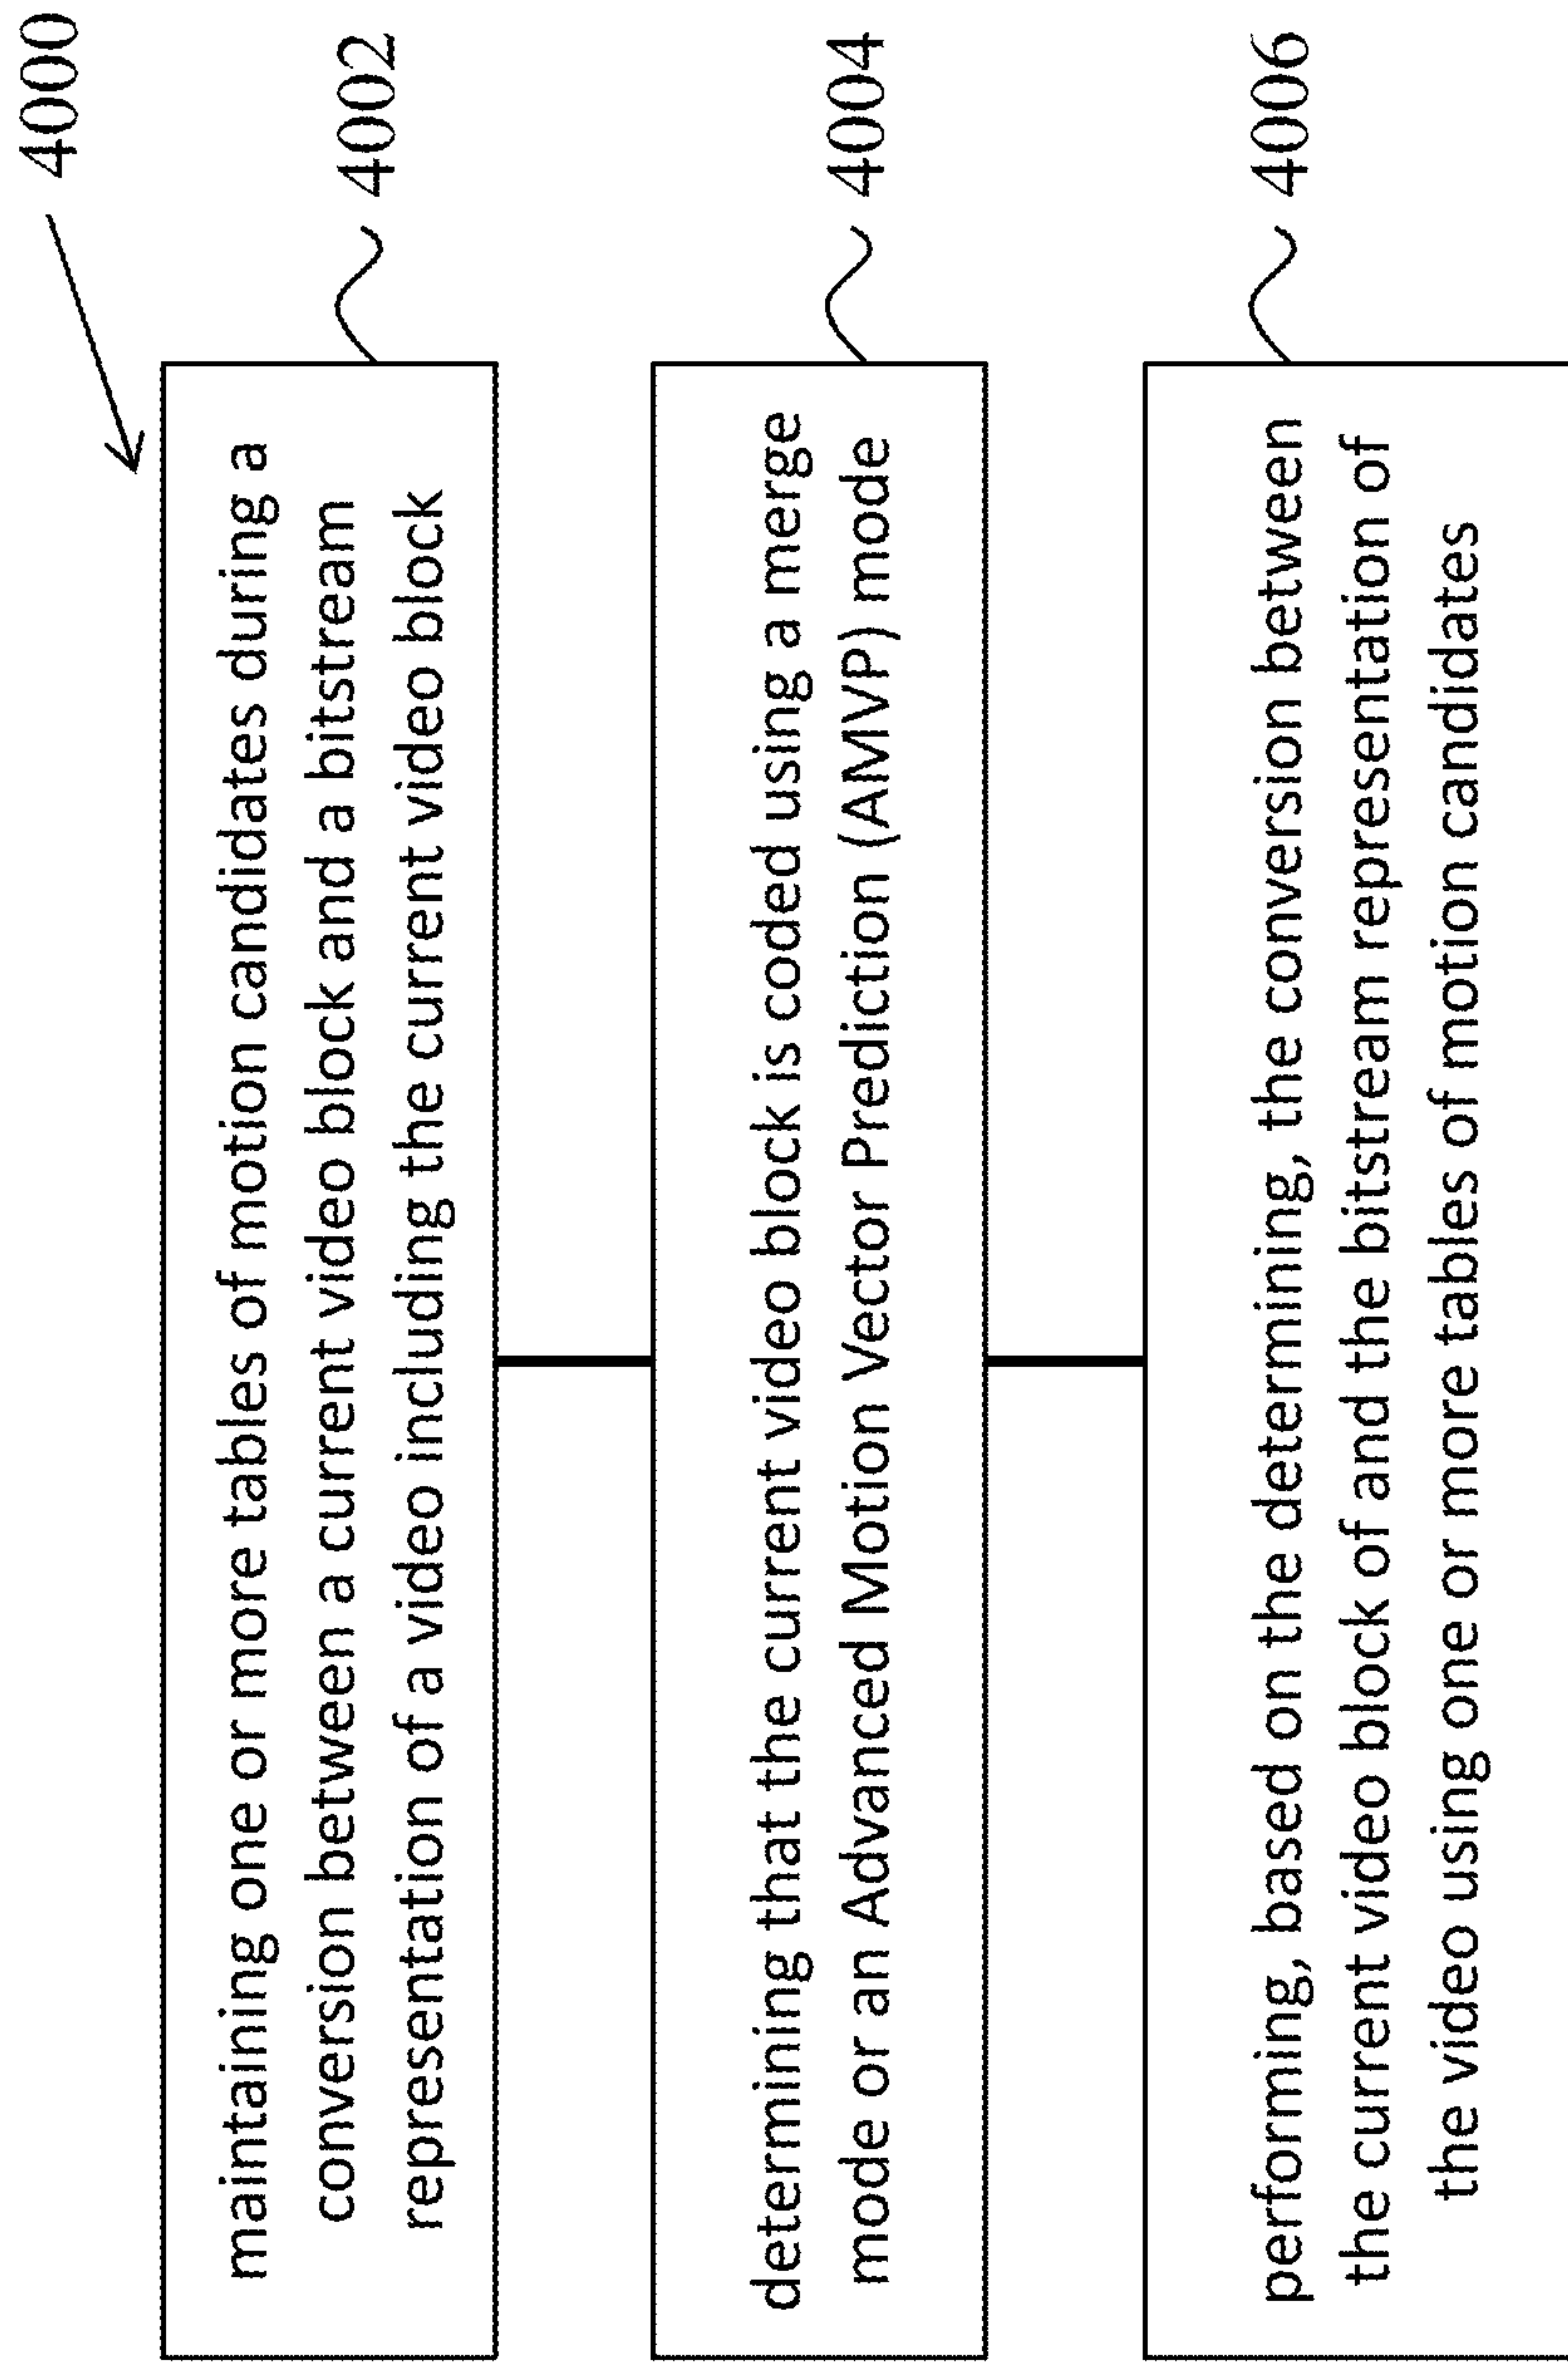 4000
maintaining one or more tables of motion candidates during a
conversion between a current video block and a bitstream
representation of a video including the current video block
4002
determining that the current video block is coded using a merge
mode or an Advanced Motion Vector Prediction (AMVP) mode
4004
performing, based on the determining, the conversion between
the current video block of and the bitstream representation of
the video using one or more tables of motion candidates
4006